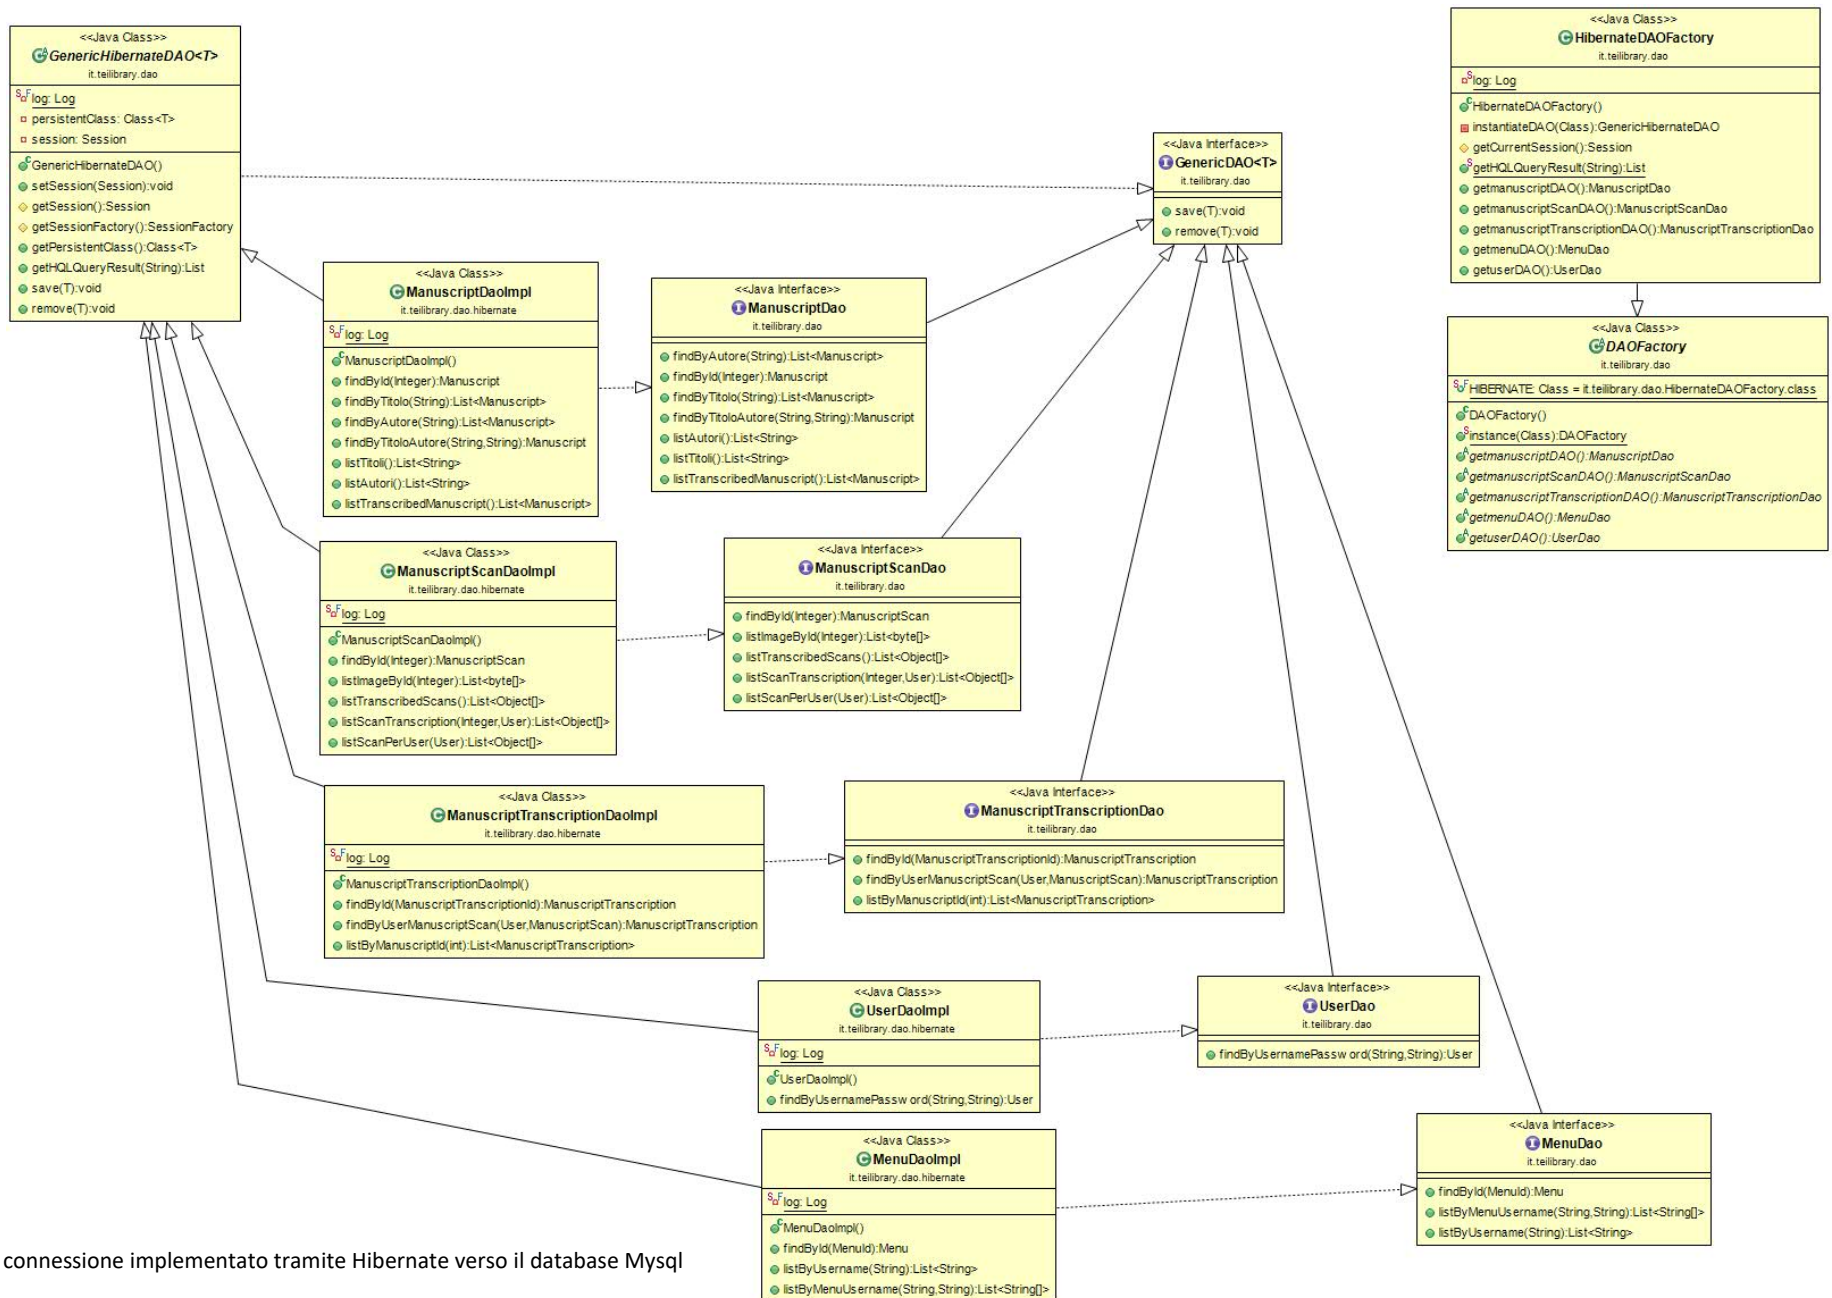 <<Java Class>>
GenericHibernateDAO<T>
it.teilibrary.dao
log: Log
persistentClass: Class<T>
session: Session
GenericHibernateDAO()
setSession(Session):void
getSession():Session
getSessionFactory():SessionFactory
getPersistentClass():Class<T>
getHQLQueryResult(String):List
save(T):void
remove(T):void
<<Java Interface>>
GenericDAO<T>
it.teilibrary.dao
save(T):void
remove(T):void
<<Java Class>>
HibernateDAOFactory
it.teilibrary.dao
log: Log
HibernateDAOFactory()
instantiateDAO(Class):GenericHibernateDAO
getCurrentSession():Session
getHQLQueryResult(String):List
getmanuscriptDAO():ManuscriptDao
getmanuscriptScanDAO():ManuscriptScanDao
getmanuscriptTranscriptionDAO():ManuscriptTranscriptionDao
getmenuDAO():MenuDao
getuserDAO():UserDao
<<Java Class>>
DAOFactory
it.teilibrary.dao
HIBERNATE: Class = it.teilibrary.dao.HibernateDAOFactory.class
DAOFactory()
instance(Class):DAOFactory
getmanuscriptDAO():ManuscriptDao
getmanuscriptScanDAO():ManuscriptScanDao
getmanuscriptTranscriptionDAO():ManuscriptTranscriptionDao
getmenuDAO():MenuDao
getuserDAO():UserDao
<<Java Class>>
ManuscriptDaoImpl
it.teilibrary.dao.hibernate
log: Log
ManuscriptDaoImpl()
findById(Integer):Manuscript
findByTitolo(String):List<Manuscript>
findByAutore(String):List<Manuscript>
findByTitoloAutore(String,String):Manuscript
listTitoli():List<String>
listAutori():List<String>
listTranscribedManuscript():List<Manuscript>
<<Java Interface>>
ManuscriptDao
it.teilibrary.dao
findByAutore(String):List<Manuscript>
findById(Integer):Manuscript
findByTitolo(String):List<Manuscript>
findByTitoloAutore(String,String):Manuscript
listAutori():List<String>
listTitoli():List<String>
listTranscribedManuscript():List<Manuscript>
<<Java Class>>
ManuscriptScanDaoImpl
it.teilibrary.dao.hibernate
log: Log
ManuscriptScanDaoImpl()
findById(Integer):ManuscriptScan
listImageById(Integer):List<byte[]>
listTranscribedScans():List<Object[]>
listScanTranscription(Integer,User):List<Object[]>
listScanPerUser(User):List<Object[]>
<<Java Interface>>
ManuscriptScanDao
it.teilibrary.dao
findById(Integer):ManuscriptScan
listImageById(Integer):List<byte[]>
listTranscribedScans():List<Object[]>
listScanTranscription(Integer,User):List<Object[]>
listScanPerUser(User):List<Object[]>
<<Java Class>>
ManuscriptTranscriptionDaoImpl
it.teilibrary.dao.hibernate
log: Log
ManuscriptTranscriptionDaoImpl()
findById(ManuscriptTranscriptionId):ManuscriptTranscription
findByUserManuscriptScan(User,ManuscriptScan):ManuscriptTranscription
listByManuscriptId(int):List<ManuscriptTranscription>
<<Java Interface>>
ManuscriptTranscriptionDao
it.teilibrary.dao
findById(ManuscriptTranscriptionId):ManuscriptTranscription
findByUserManuscriptScan(User,ManuscriptScan):ManuscriptTranscription
listByManuscriptId(int):List<ManuscriptTranscription>
<<Java Class>>
UserDaoImpl
it.teilibrary.dao.hibernate
log: Log
UserDaoImpl()
findByUsernamePassword(String,String):User
<<Java Interface>>
UserDao
it.teilibrary.dao
findByUsernamePassword(String,String):User
<<Java Class>>
MenuDaoImpl
it.teilibrary.dao.hibernate
log: Log
MenuDaoImpl()
findById(MenuId):Menu
listByUsername(String):List<String>
listByMenuUsername(String,String):List<String[]>
<<Java Interface>>
MenuDao
it.teilibrary.dao
findById(MenuId):Menu
listByMenuUsername(String,String):List<String[]>
listByUsername(String):List<String>
connessione implementato tramite Hibernate verso il database Mysql